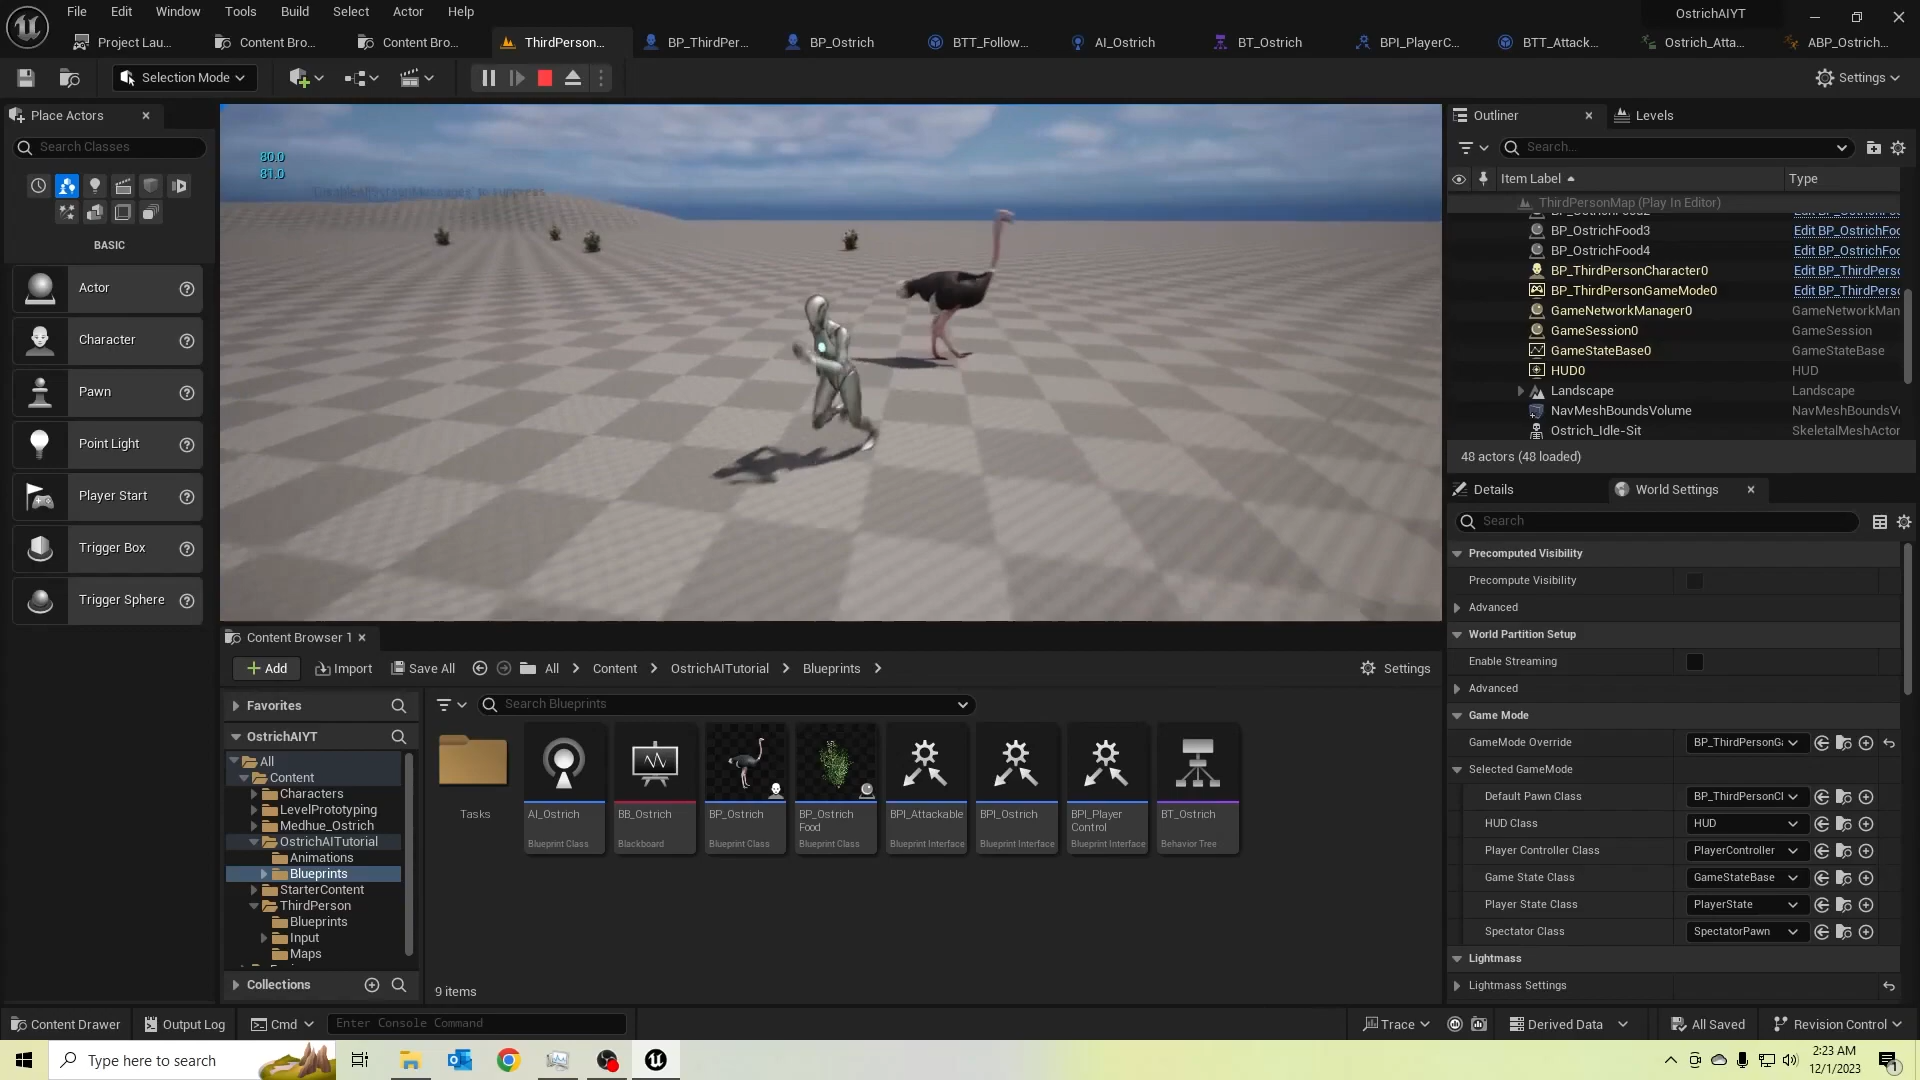 File Edit Window Tools Build Select Actor Help
OstrichAIYT
Project Lau...
Content Bro...
Content Bro...
ThirdPerson...
BP_ThirdPer...
BP_Ostrich
BTT_Follow...
AI_Ostrich
BT_Ostrich
BPI_PlayerC...
BTT_Attack...
Ostrich_Atta...
ABP_Ostrich...
Selection Mode
Settings
Place Actors
Search Classes
BASIC
Actor
Character
Pawn
Point Light
Player Start
Trigger Box
Trigger Sphere
80.0
81.0
Outliner
Levels
Search...
Item Label Type
ThirdPersonMap (Play In Editor)
BP_OstrichFood3 Edit BP_OstrichFoo
BP_OstrichFood4 Edit BP_OstrichFoo
BP_ThirdPersonCharacter0 Edit BP_ThirdPerso
BP_ThirdPersonGameMode0 Edit BP_ThirdPerso
GameNetworkManager0 GameNetworkMan
GameSession0 GameSession
GameStateBase0 GameStateBase
HUD0 HUD
Landscape Landscape
NavMeshBoundsVolume NavMeshBoundsVo
Ostrich_Idle-Sit SkeletalMeshActor
48 actors (48 loaded)
Details
World Settings
Search
Precomputed Visibility
Precompute Visibility
Advanced
World Partition Setup
Enable Streaming
Advanced
Game Mode
GameMode Override BP_ThirdPersonGa
Selected GameMode
Default Pawn Class BP_ThirdPersonCl
HUD Class HUD
Player Controller Class PlayerController
Game State Class GameStateBase
Player State Class PlayerState
Spectator Class SpectatorPawn
Lightmass
Lightmass Settings
Content Browser 1
Add Import Save All All > Content > OstrichAITutorial > Blueprints > Settings
Favorites
OstrichAIYT
All
Content
Characters
LevelPrototyping
Medhue_Ostrich
OstrichAITutorial
Animations
Blueprints
StarterContent
ThirdPerson
Blueprints
Input
Maps
Collections
Search Blueprints
Tasks
AI_Ostrich
Blueprint Class
BB_Ostrich
Blackboard
BP_Ostrich
Blueprint Class
BP_Ostrich
Food
Blueprint Class
BPI_Attackable
Blueprint Interface
BPI_Ostrich
Blueprint Interface
BPI_Player
Control
Blueprint Interface
BT_Ostrich
Behavior Tree
9 items
Content Drawer Output Log Cmd Enter Console Command Trace Derived Data All Saved Revision Control
Type here to search
2:23 AM
12/1/2023
1